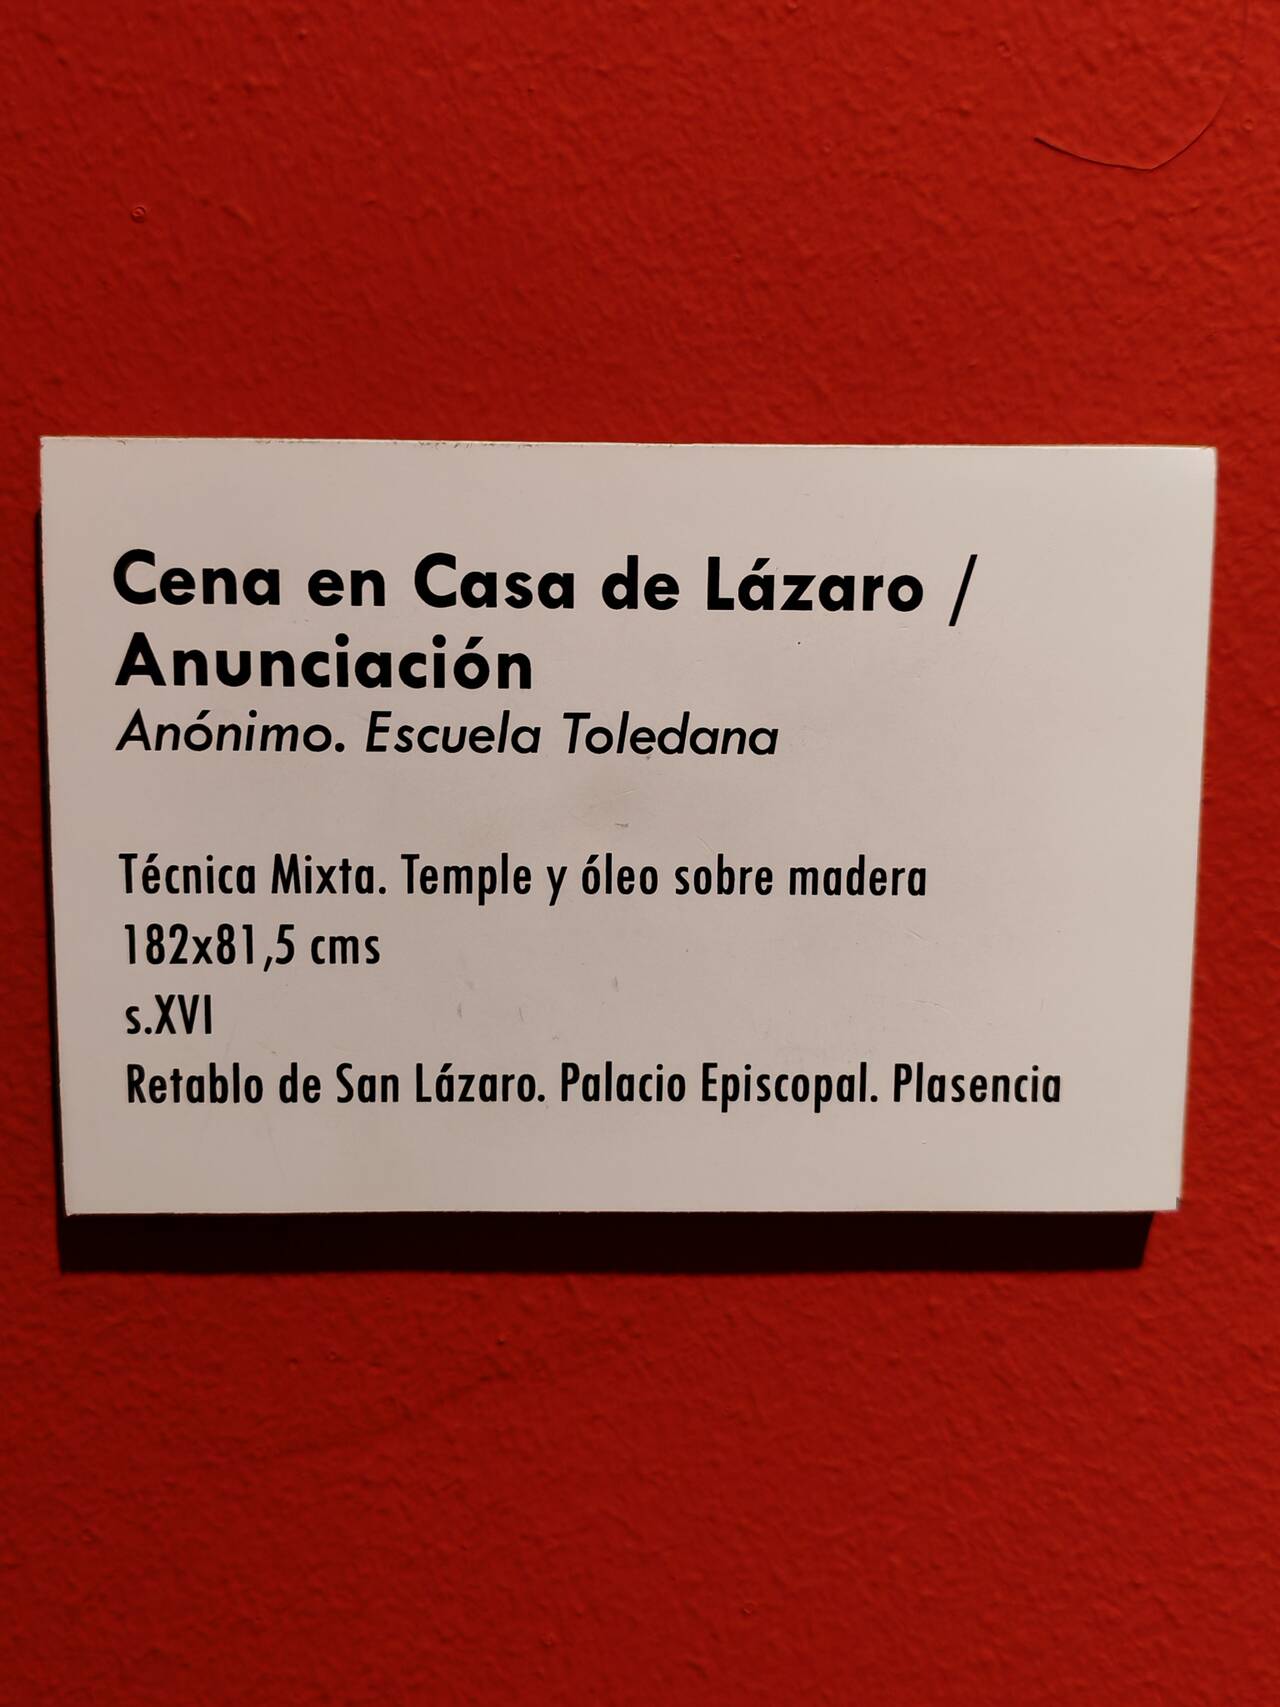 Cena en Casa de Lázaro /
Anunciación
Anónimo. Escuela Toledana
Técnica Mixta. Temple y óleo sobre madera
182x81,5 cms
s.XVI
Retablo de San Lázaro. Palacio Episcopal. Plasencia